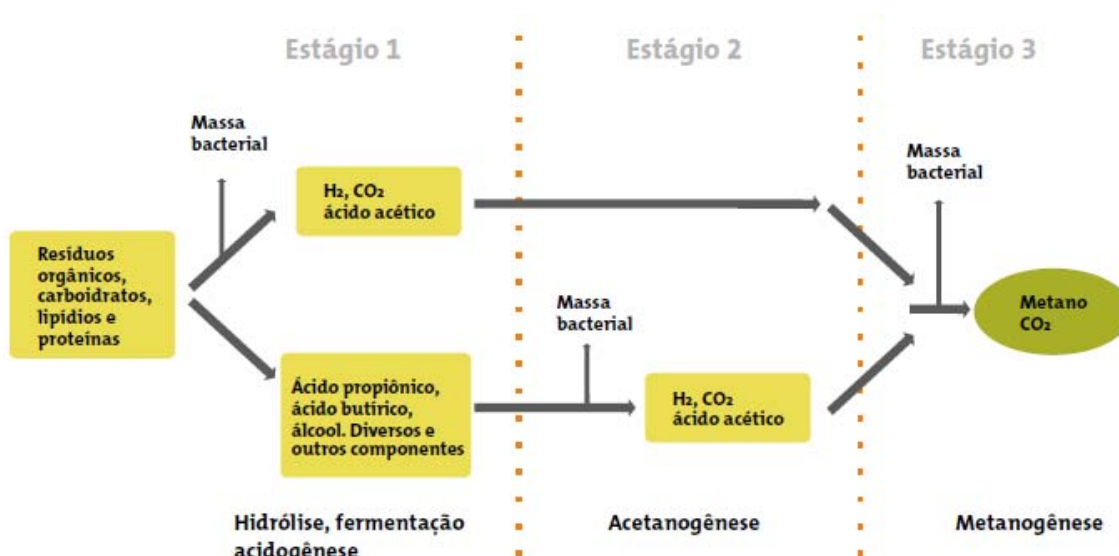 Estágio 1
Estágio 2
Estágio 3
Massa
bacterial
Massa
bacterial
H₂, CO₂
ácido acético
Resíduos
orgânicos,
carboidratos,
lipídios e
proteínas
Massa
bacterial
Metano
CO₂
Ácido propiônico,
ácido butírico,
álcool. Diversos e
outros componentes
H₂, CO₂
ácido acético
Hidrólise, fermentação
acidogênese
Acetanogênese
Metanogênese